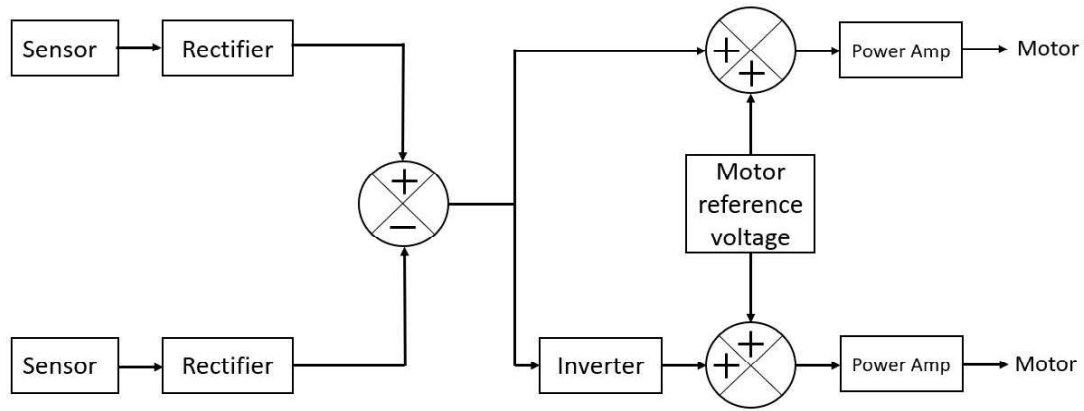 Sensor
Rectifier
+
+
Power Amp
Motor
+
−
Motor
reference
voltage
Sensor
Rectifier
Inverter
+
+
Power Amp
Motor